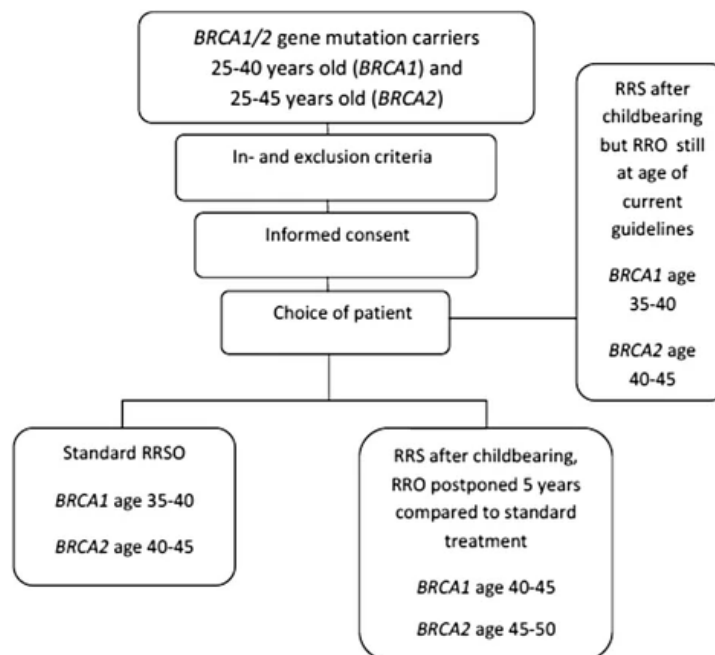 BRCA1/2 gene mutation carriers
25-40 years old (BRCA1) and
25-45 years old (BRCA2)
In- and exclusion criteria
Informed consent
Choice of patient
RRS after
childbearing
but RRO still
at age of
current
guidelines
BRCA1 age
35-40
BRCA2 age
40-45
Standard RRSO
BRCA1 age 35-40
BRCA2 age 40-45
RRS after childbearing,
RRO postponed 5 years
compared to standard
treatment
BRCA1 age 40-45
BRCA2 age 45-50